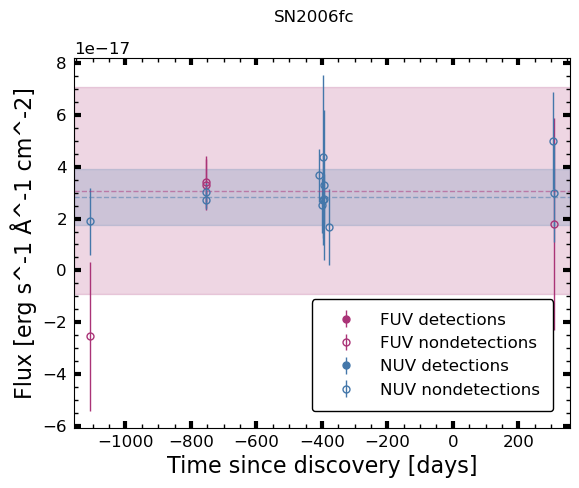 SN2006fc
1e−17
8
6
4
2
0
−2
−4
−6
Flux [erg s^-1 Å^-1 cm^-2]
FUV detections
FUV nondetections
NUV detections
NUV nondetections
−1000 −800 −600 −400 −200 0 200
Time since discovery [days]